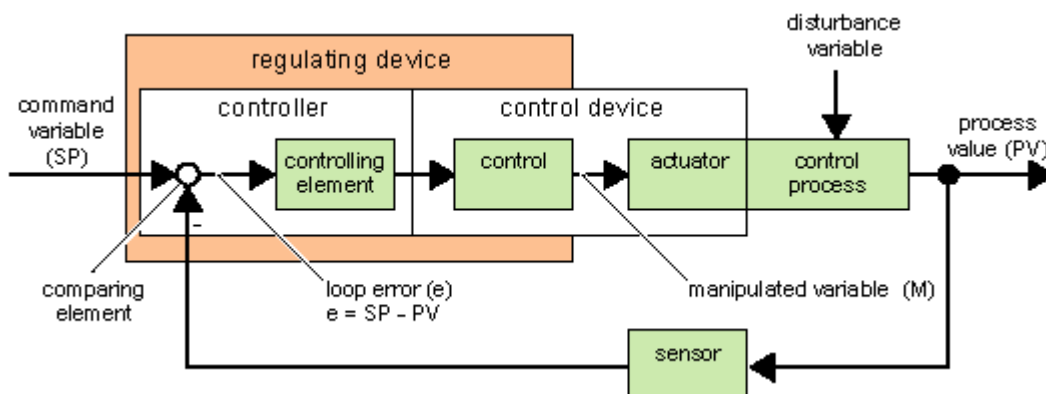 disturbance
variable
regulating device
command
variable
(SP)
controller
control device
process
value (PV)
controlling
element
control
actuator
control
process
-
comparing
element
loop error (e)
e = SP – PV
manipulated variable (M)
sensor